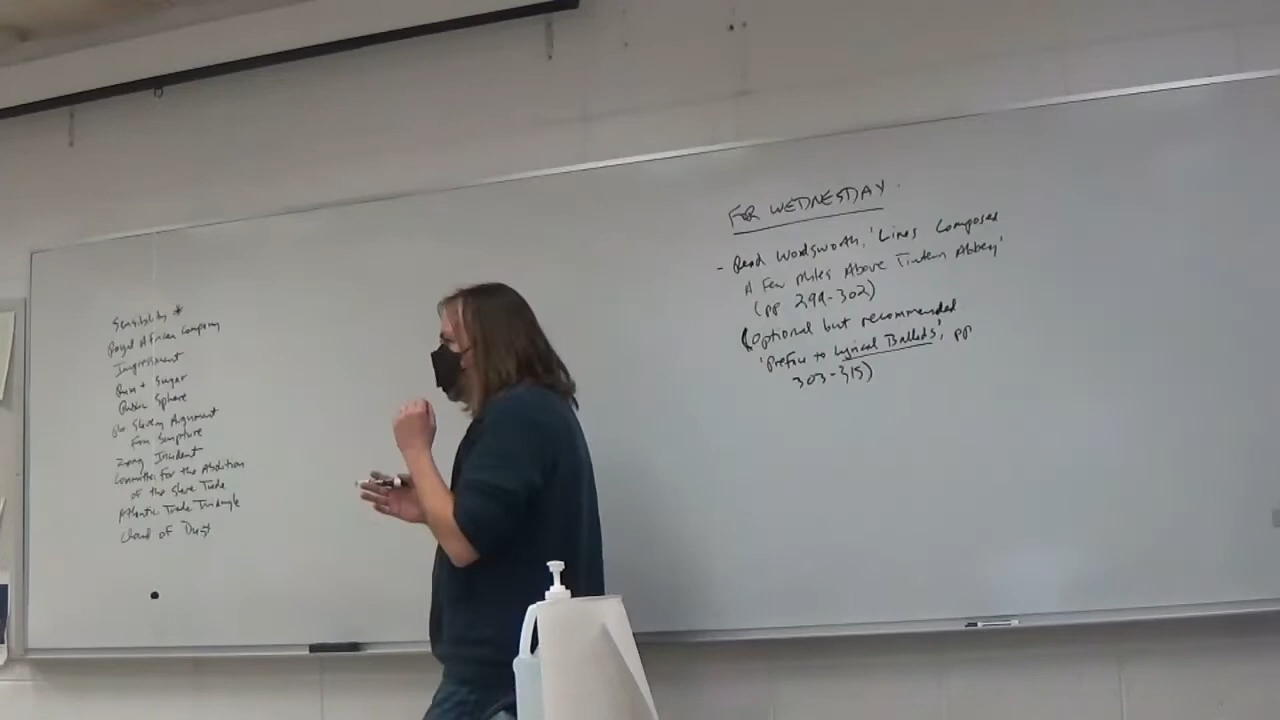 Sensibility *
Royal African Company
Impressment
Rum + Sugar
Public Sphere
Pro Slavery Argument
From Scripture
Zong Incident
Committee for the Abolition
of the Slave Trade
Atlantic Trade Triangle
Cloud of Dust
FOR WEDNESDAY.
- Read Wordsworth, 'Lines Composed
A Few Miles Above Tintern Abbey'
(pp 299-302)
(Optional but recommended
'Preface to Lyrical Ballads', pp
303-315)